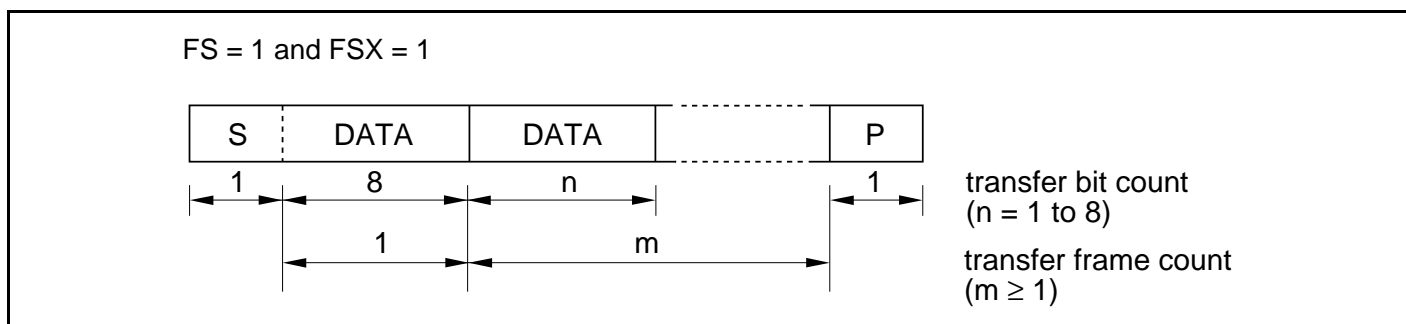 FS = 1 and FSX = 1
S DATA DATA P
1 8 n 1 transfer bit count
(n = 1 to 8)
1 m transfer frame count
(m ≥ 1)